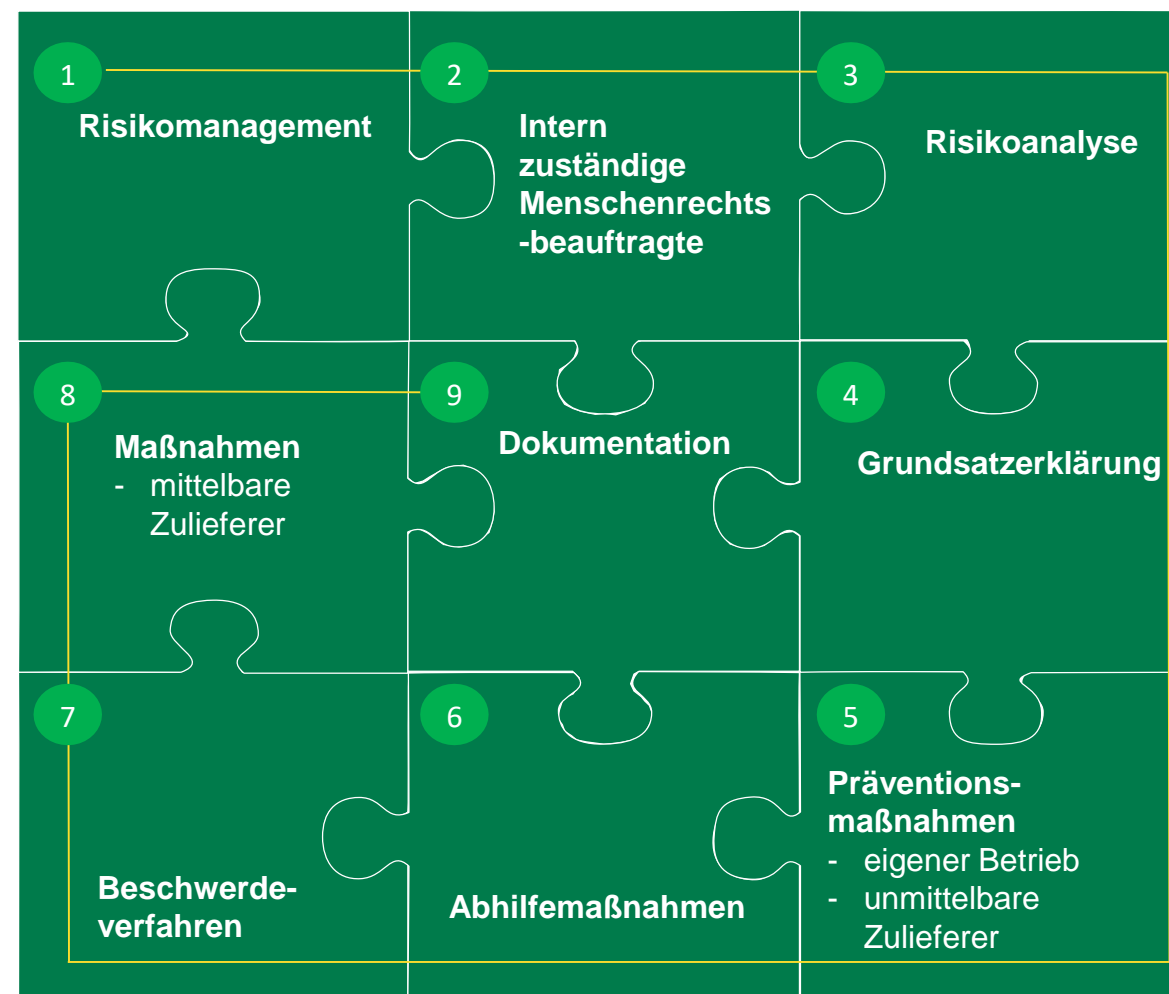 1
Risikomanagement
2
Intern
zuständige
Menschenrechts
-beauftragte
3
Risikoanalyse
8
Maßnahmen
- mittelbare
Zulieferer
9
Dokumentation
4
Grundsatzerklärung
7
Beschwerde-
verfahren
6
Abhilfemaßnahmen
5
Präventions-
maßnahmen
- eigener Betrieb
- unmittelbare
Zulieferer